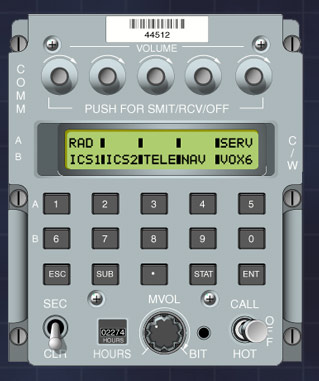 44512
VOLUME
COMM
PUSH FOR SMIT/RCV/OFF
A
B
C/W
RAD SERV
ICS1 ICS2 TELE NAV VOX6
A 1 2 3 4 5
B 6 7 8 9 0
ESC SUB * STAT ENT
SEC MVOL CALL
02274
HOURS
OFF
CLR HOURS BIT HOT